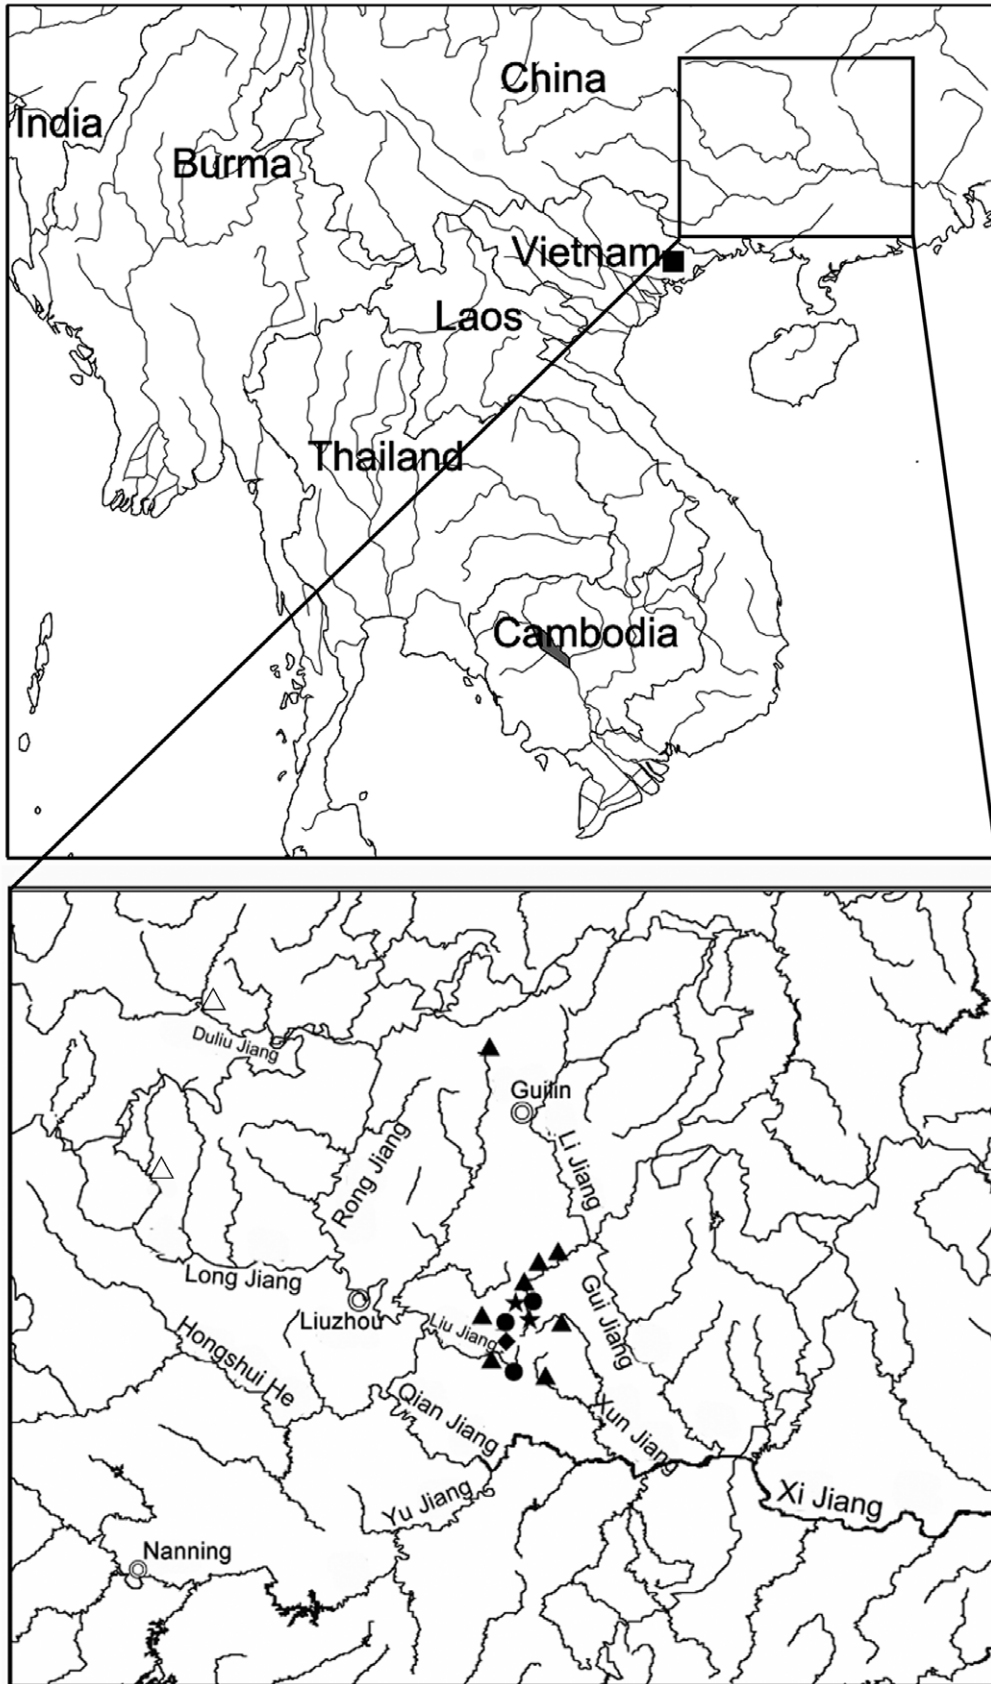 China
India
Burma
Vietnam
Laos
Thailand
Cambodia
Duliu Jiang
Guilin
Rong Jiang
Li Jiang
Long Jiang
Liuzhou
Liu Jiang
Gui Jiang
Hongshui He
Qian Jiang
Xun Jiang
Yu Jiang
Xi Jiang
Nanning